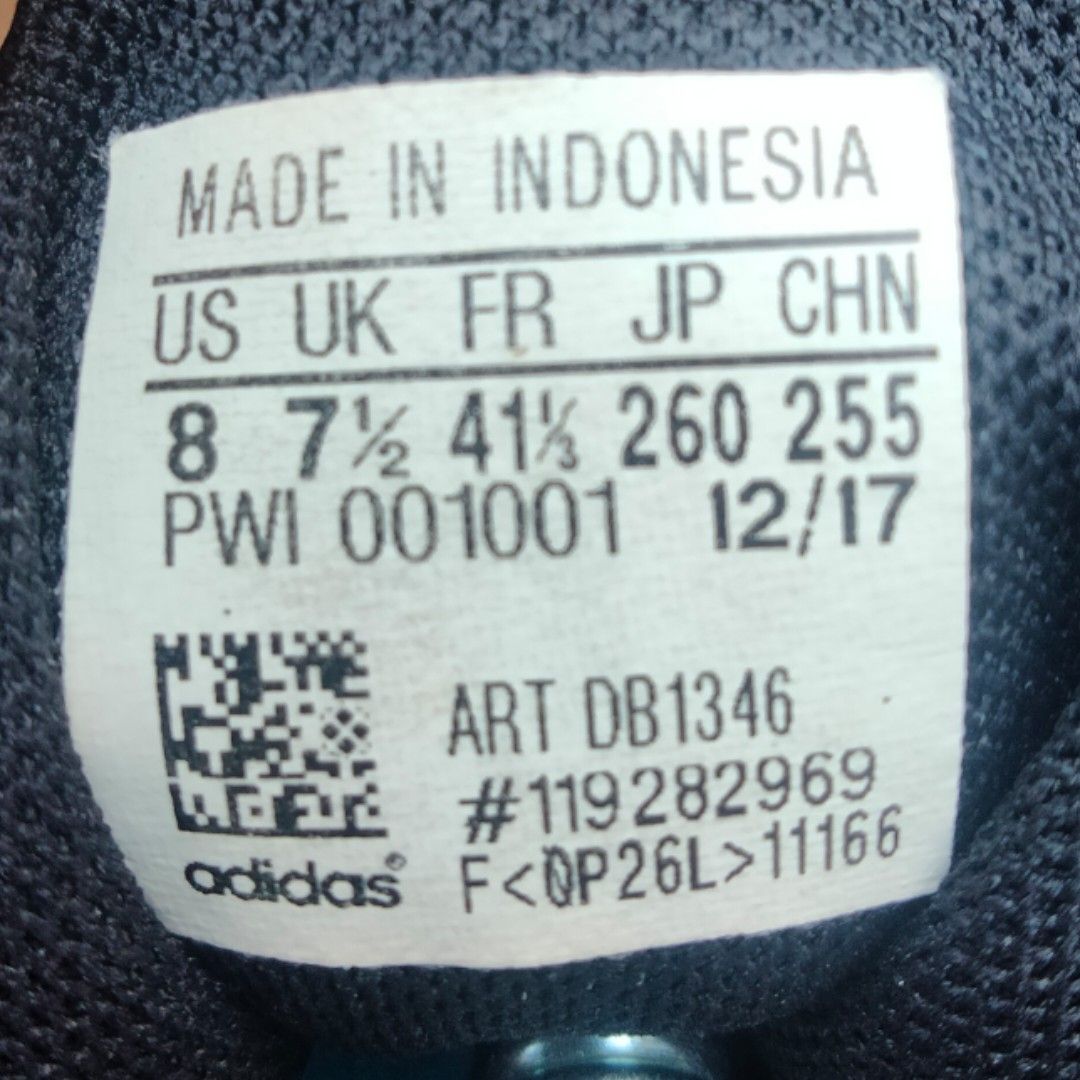 MADE IN INDONESIA
US UK FR JP CHN
8 7½ 41⅓ 260 255
PWI 001001 12/17
ART DB1346
#119282969
F<0P26L>11166
adidas®